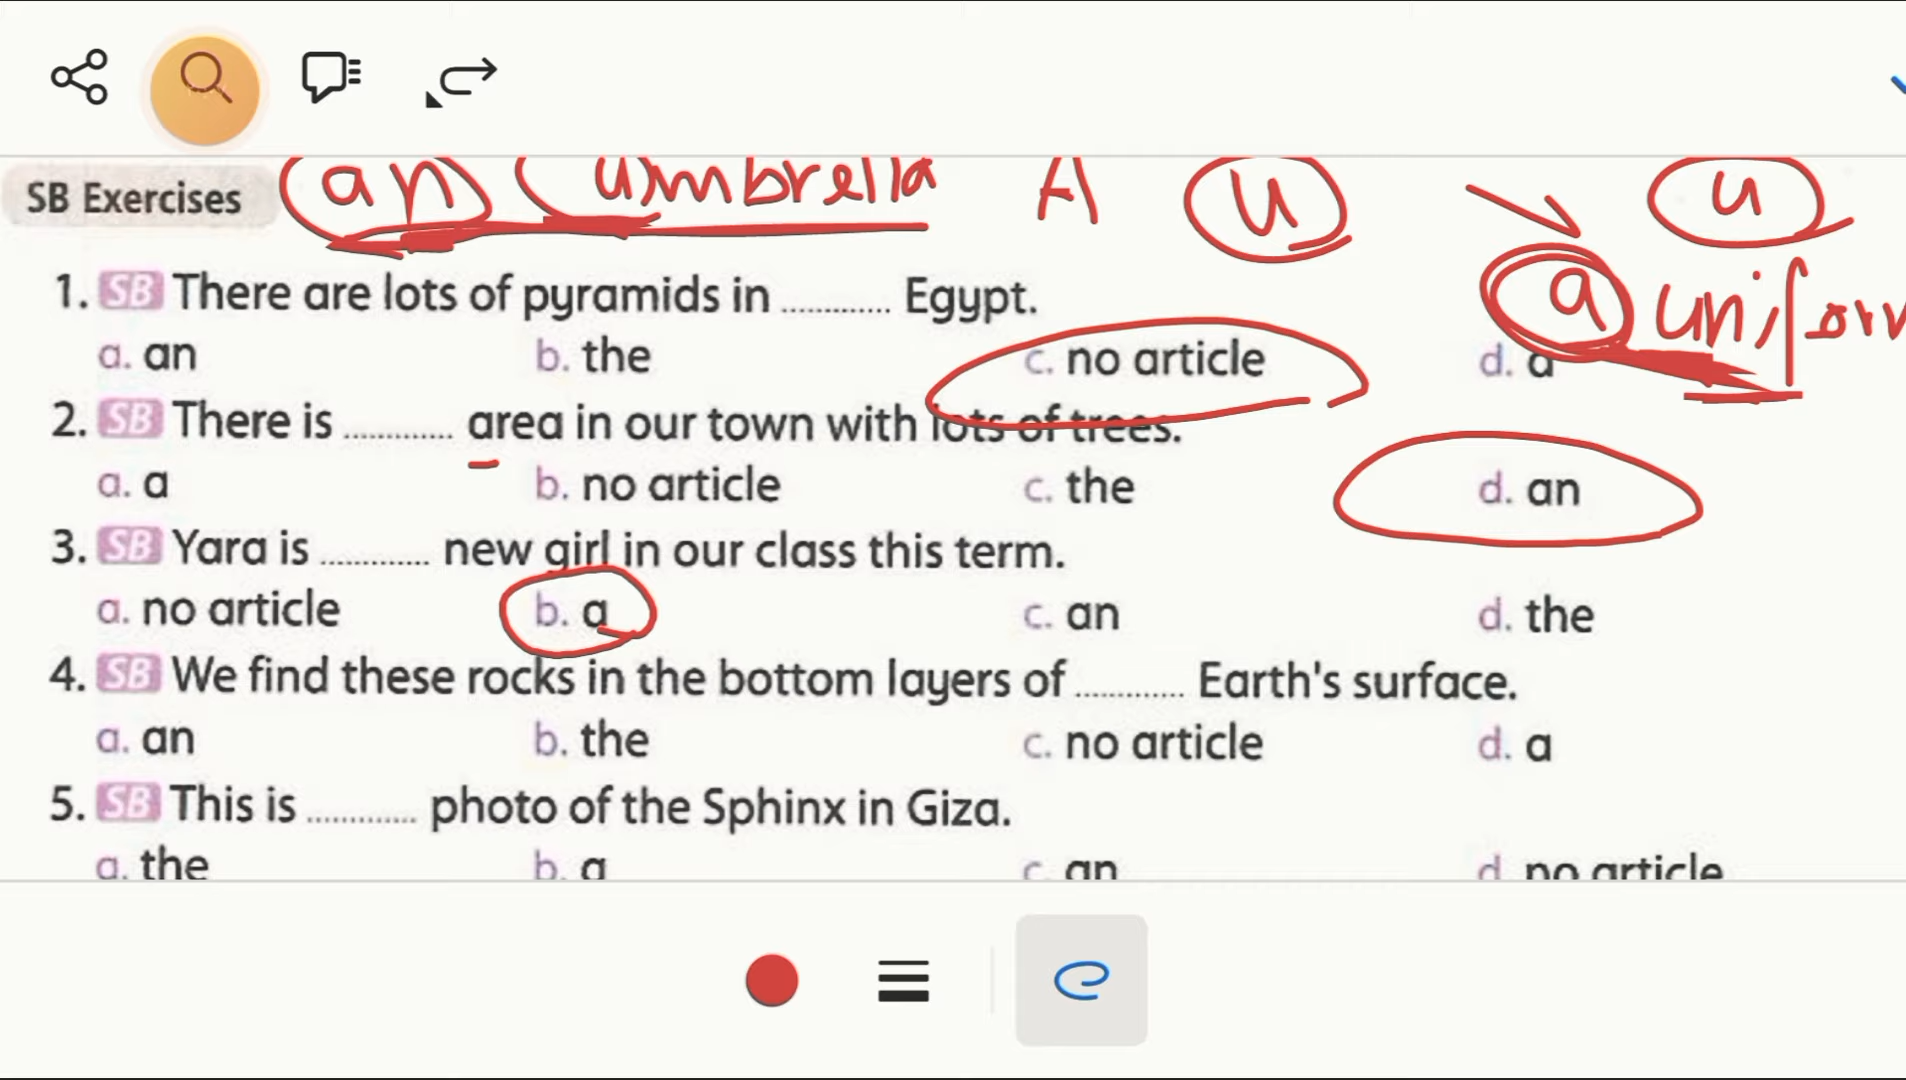 an umbrella A u u
SB Exercises
a uniform
1. SB There are lots of pyramids in ............ Egypt.
a. an b. the c. no article d. a
2. SB There is ............ area in our town with lots of trees.
a. a b. no article c. the d. an
3. SB Yara is ............ new girl in our class this term.
a. no article b. a c. an d. the
4. SB We find these rocks in the bottom layers of ............ Earth's surface.
a. an b. the c. no article d. a
5. SB This is ............ photo of the Sphinx in Giza.
a. the b. a c. an d. no article